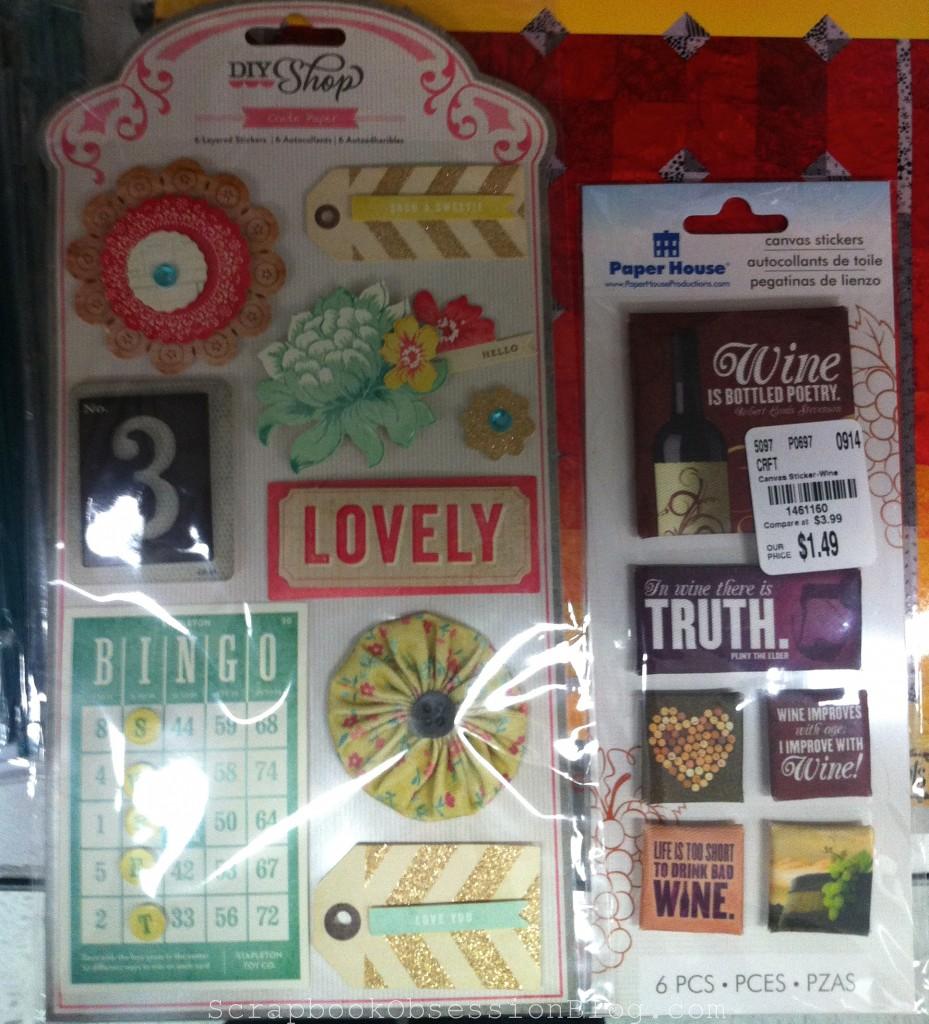 DIY Shop
Crate Paper
6 Layered Stickers | 6 Autocollants | 6 Autoadheribles
SUCH A SWEETIE
HELLO
No.
3
LOVELY
BINGO
8 S 44 59 68
4 58 74
1 50 64
5 E 42 53 67
2 T 33 56 72
STAPLETON
TOY CO.
LOVE YOU
Paper House
www.PaperHouseProductions.com
canvas stickers
autocollants de toile
pegatinas de lienzo
Wine
IS BOTTLED POETRY.
Robert Louis Stevenson
5097 P0697 0914
CRFT
Canvas Sticker-Wine
1461160
Compare at $3.99
OUR
PRICE $1.49
In wine there is
TRUTH.
PLINY THE ELDER
WINE IMPROVES
with age.
I IMPROVE WITH
Wine!
LIFE IS TOO SHORT
TO DRINK BAD
WINE.
6 PCS • PCES • PZAS
ScrapbookObsessionBlog.com